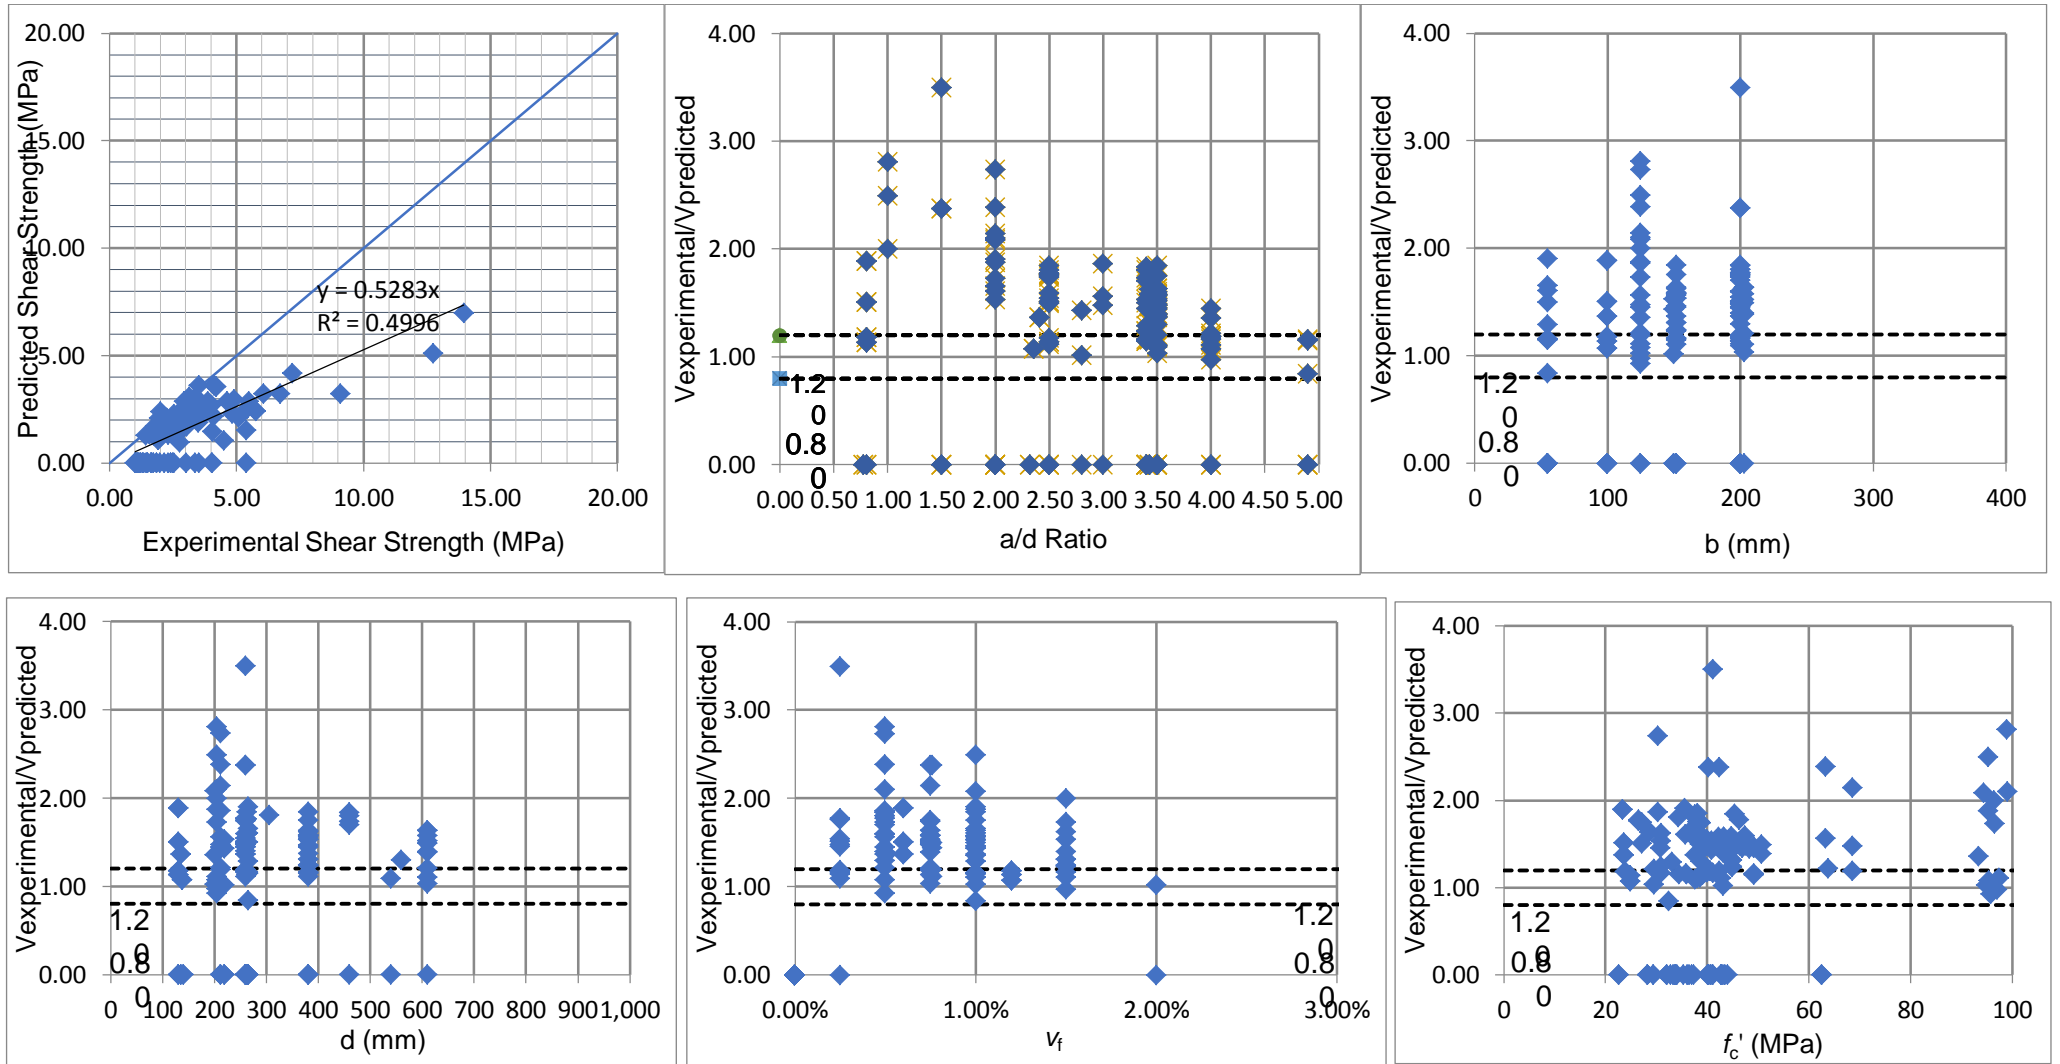 20.00
15.00
10.00
5.00
0.00
Predicted Shear Strength (MPa)
y = 0.5283x
R² = 0.4996
0.00 5.00 10.00 15.00 20.00
Experimental Shear Strength (MPa)
4.00
3.00
2.00
1.00
0.00
Vexperimental/Vpredicted
1.2
0
0.8
0
0.00 0.50 1.00 1.50 2.00 2.50 3.00 3.50 4.00 4.50 5.00
a/d Ratio
4.00
3.00
2.00
1.00
0.00
Vexperimental/Vpredicted
1.2
0
0.8
0
0 100 200 300 400
b (mm)
4.00
3.00
2.00
1.00
0.00
Vexperimental/Vpredicted
1.2
0
0.8
0
0 100 200 300 400 500 600 700 800 900 1,000
d (mm)
4.00
3.00
2.00
1.00
0.00
Vexperimental/Vpredicted
1.2
0
0.8
0
0.00% 1.00% 2.00% 3.00%
vf
4.00
3.00
2.00
1.00
0.00
Vexperimental/Vpredicted
1.2
0
0.8
0
0 20 40 60 80 100
fc' (MPa)